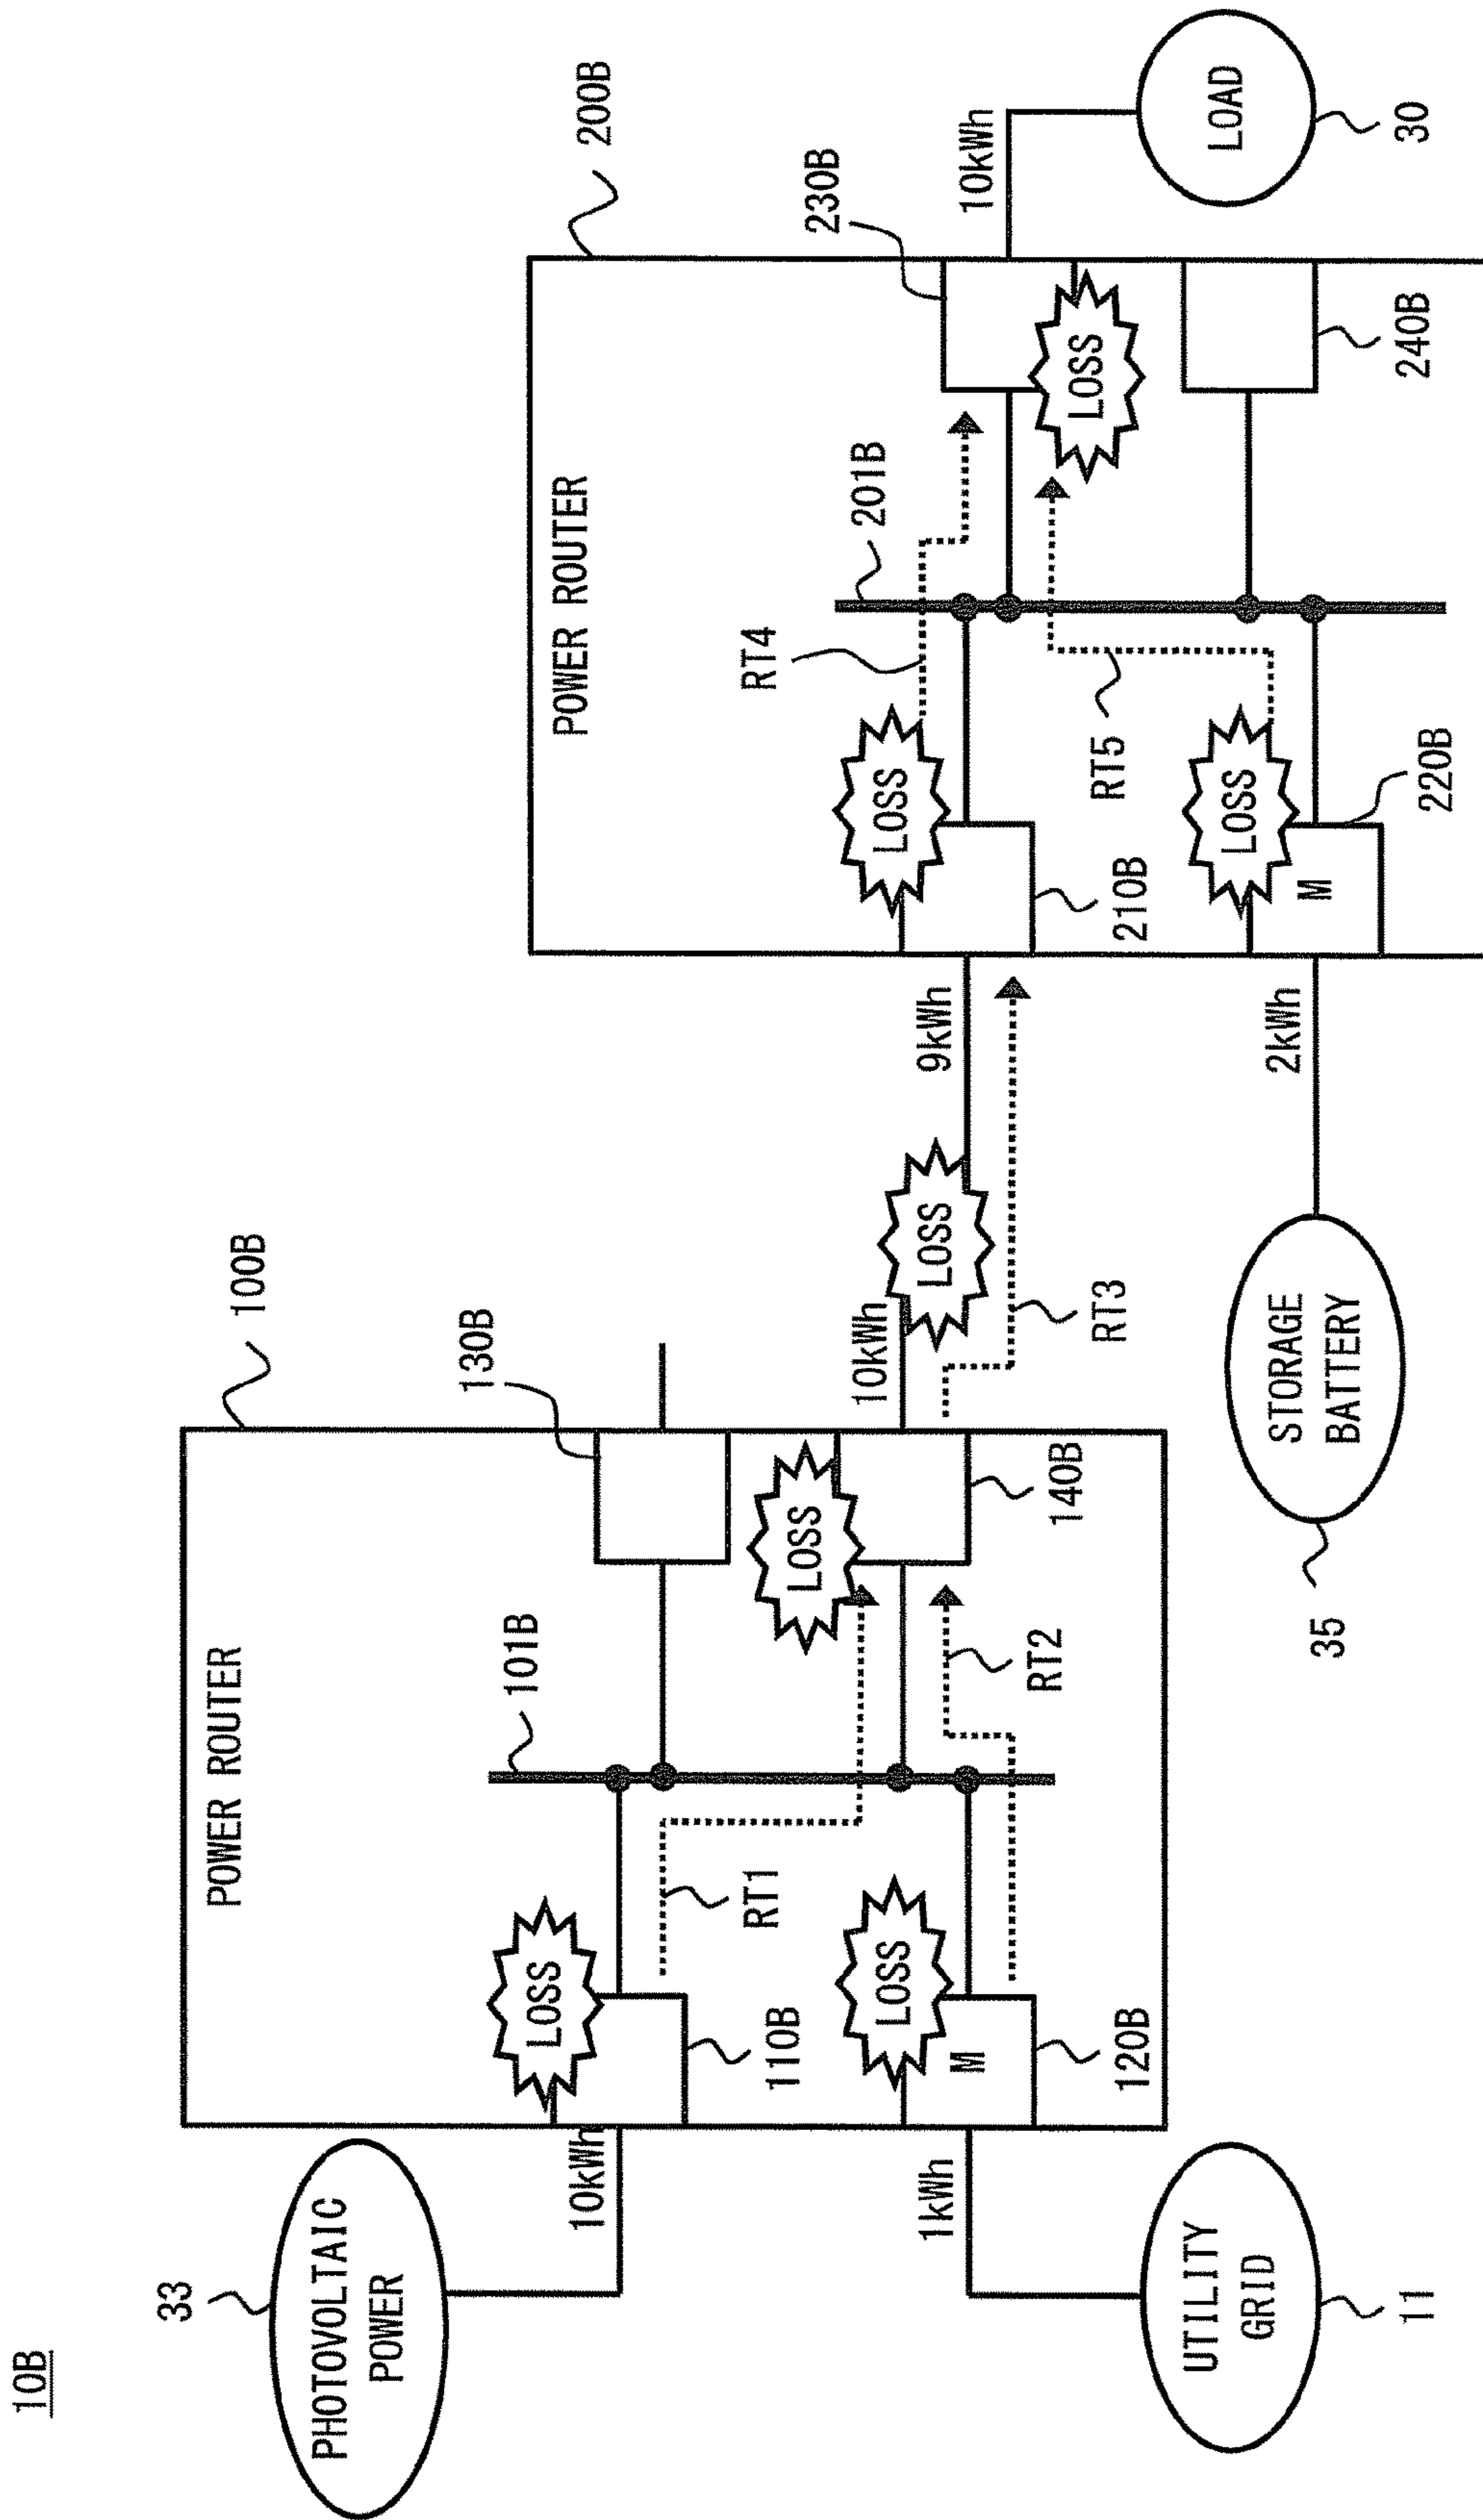 10B
33
PHOTOVOLTAIC
POWER
10kWh
UTILITY
GRID
11
1kWh
100B
POWER ROUTER
LOSS
110B
RT1
101B
130B
LOSS
M
120B
RT2
LOSS
140B
10kWh
LOSS
9kWh
RT3
STORAGE
BATTERY
35
2kWh
200B
POWER ROUTER
LOSS
210B
RT4
201B
230B
LOSS
M
220B
RT5
LOSS
240B
10kWh
LOAD
30